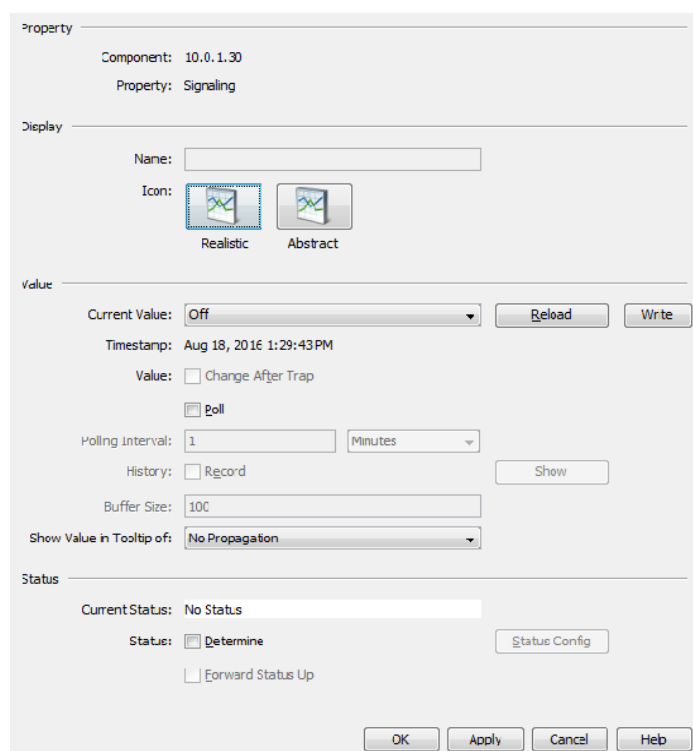 Property
Component: 10.0.1.30
Property: Signaling
Display
Name:
Icon:
Realistic Abstract
Value
Current Value: Off Reload Write
Timestamp: Aug 18, 2016 1:29:43 PM
Value: Change After Trap
Poll
Polling Interval: 1 Minutes
History: Record Show
Buffer Size: 100
Show Value in Tooltip of: No Propagation
Status
Current Status: No Status
Status: Determine Status Config
Forward Status Up
OK Apply Cancel Help